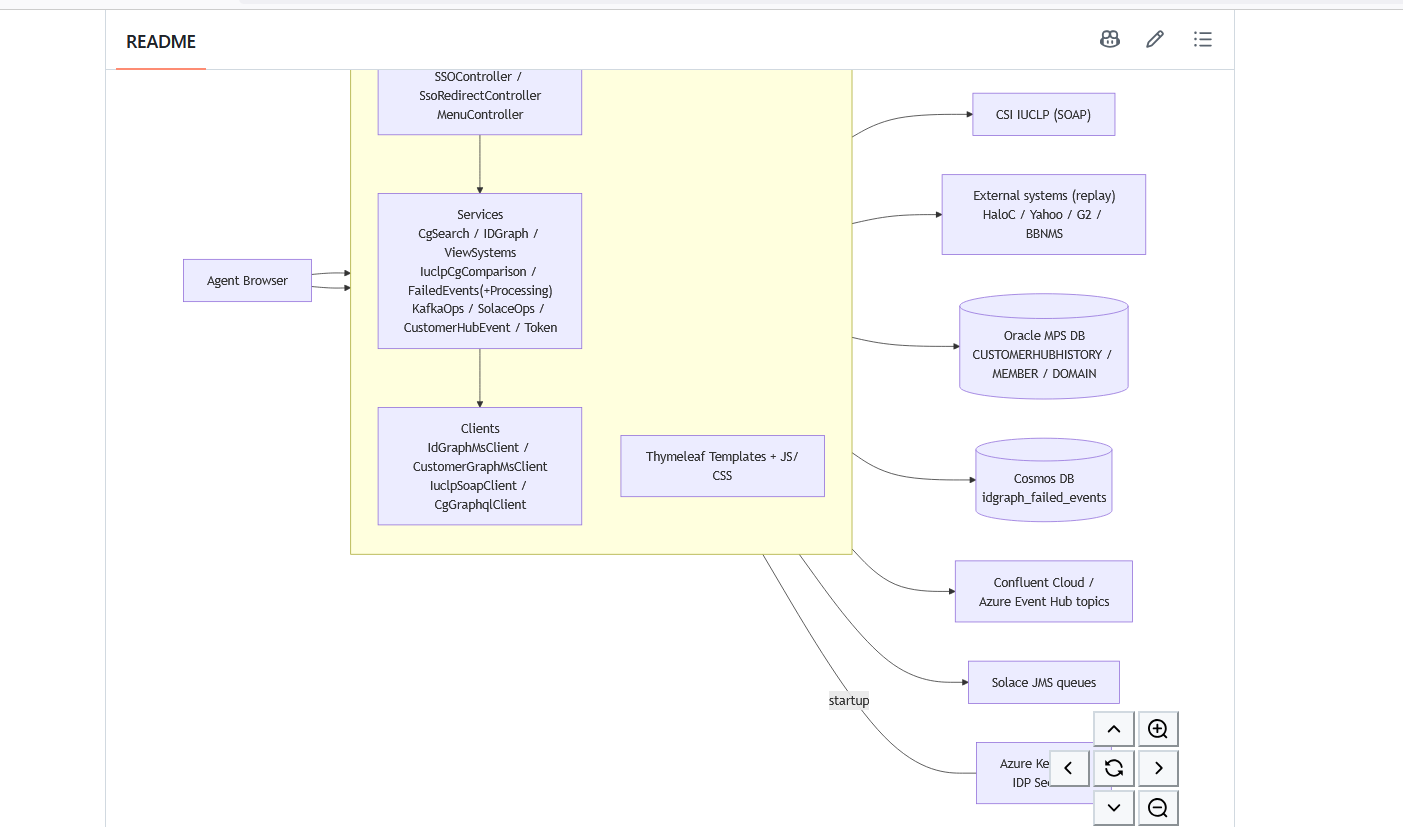 README
SSOController /
SsoRedirectController
MenuController
CSI IUCLP (SOAP)
External systems (replay)
HaloC / Yahoo / G2 /
BBNMS
Services
CgSearch / IDGraph /
ViewSystems
IuclpCgComparison /
FailedEvents(+Processing)
KafkaOps / SolaceOps /
CustomerHubEvent / Token
Agent Browser
Oracle MPS DB
CUSTOMERHUBHISTORY /
MEMBER / DOMAIN
Clients
IdGraphMsClient /
CustomerGraphMsClient
IuclpSoapClient /
CgGraphqlClient
Thymeleaf Templates + JS/
CSS
Cosmos DB
idgraph_failed_events
Confluent Cloud /
Azure Event Hub topics
Solace JMS queues
startup
Azure
IDP